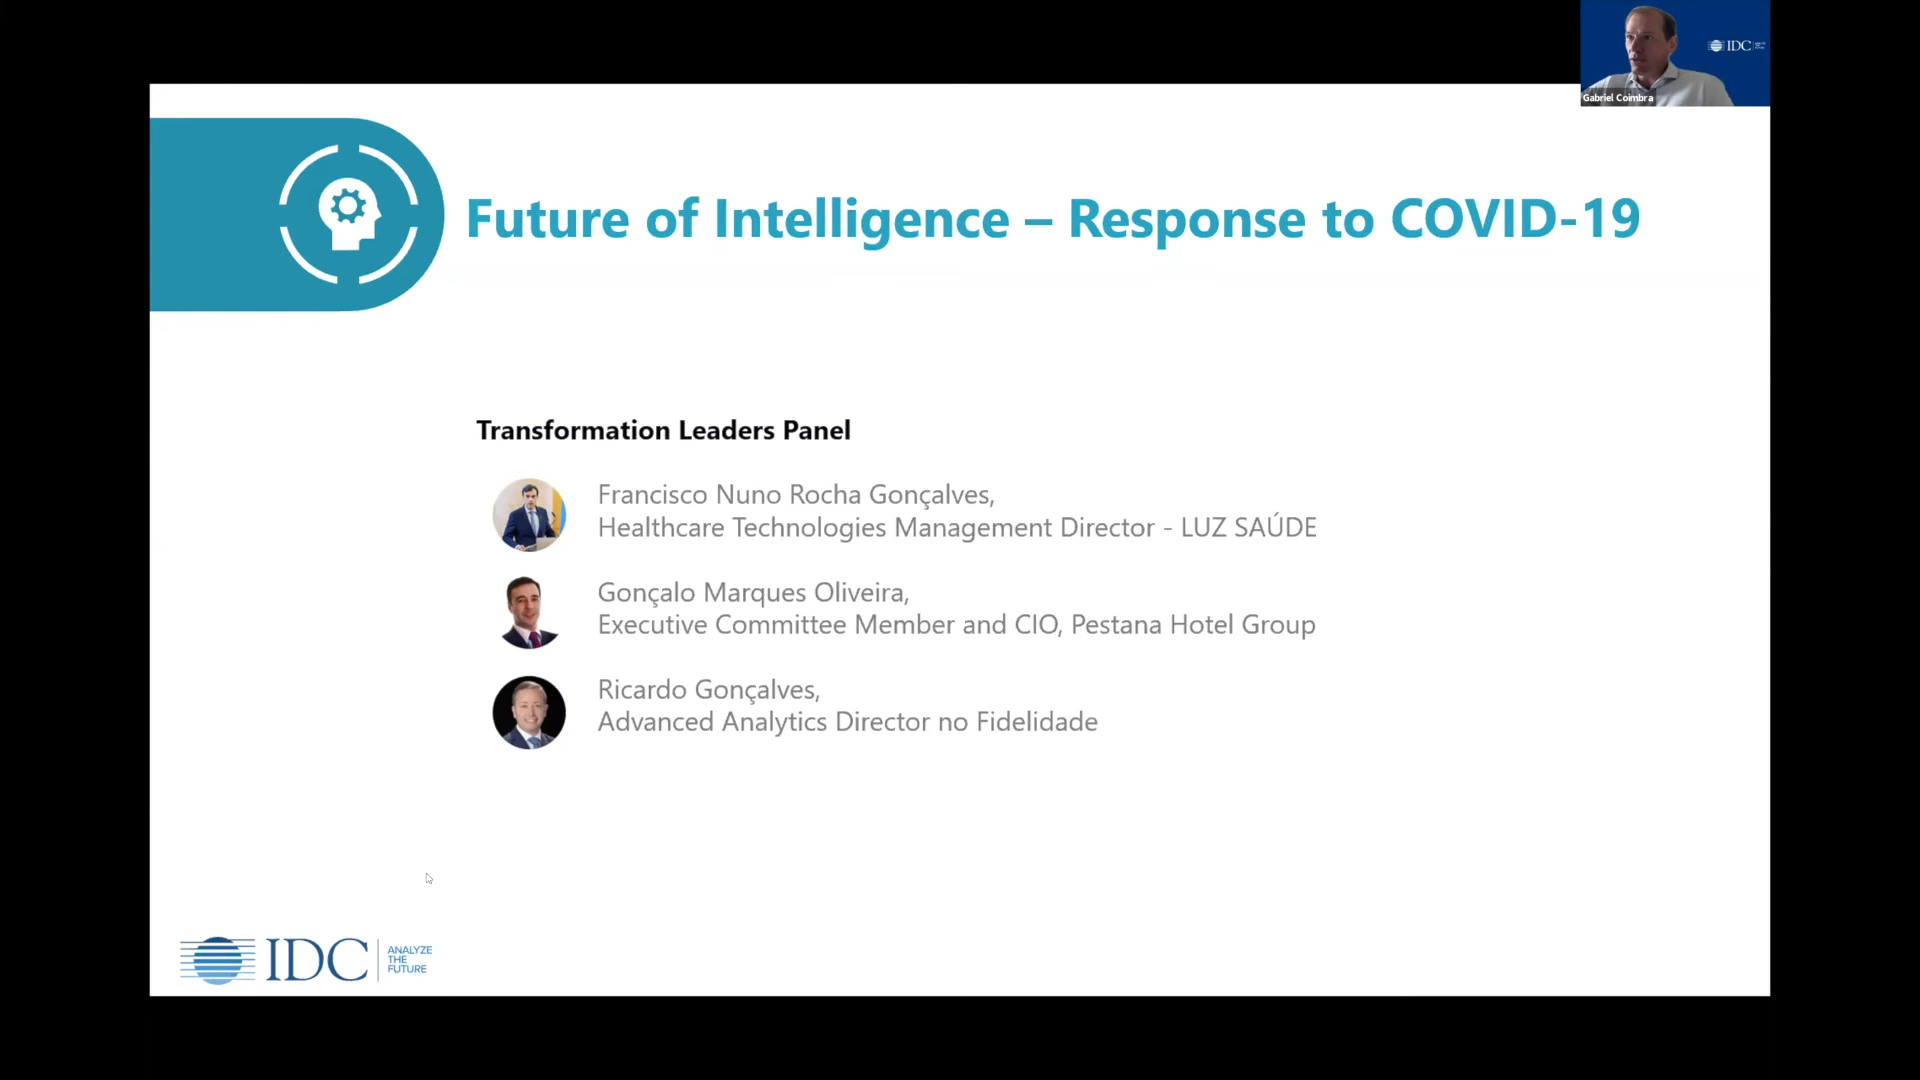 IDC
Gabriel Coimbra
Future of Intelligence – Response to COVID-19
Transformation Leaders Panel
Francisco Nuno Rocha Gonçalves,
Healthcare Technologies Management Director - LUZ SAÚDE
Gonçalo Marques Oliveira,
Executive Committee Member and CIO, Pestana Hotel Group
Ricardo Gonçalves,
Advanced Analytics Director no Fidelidade
IDC
ANALYZE
THE
FUTURE